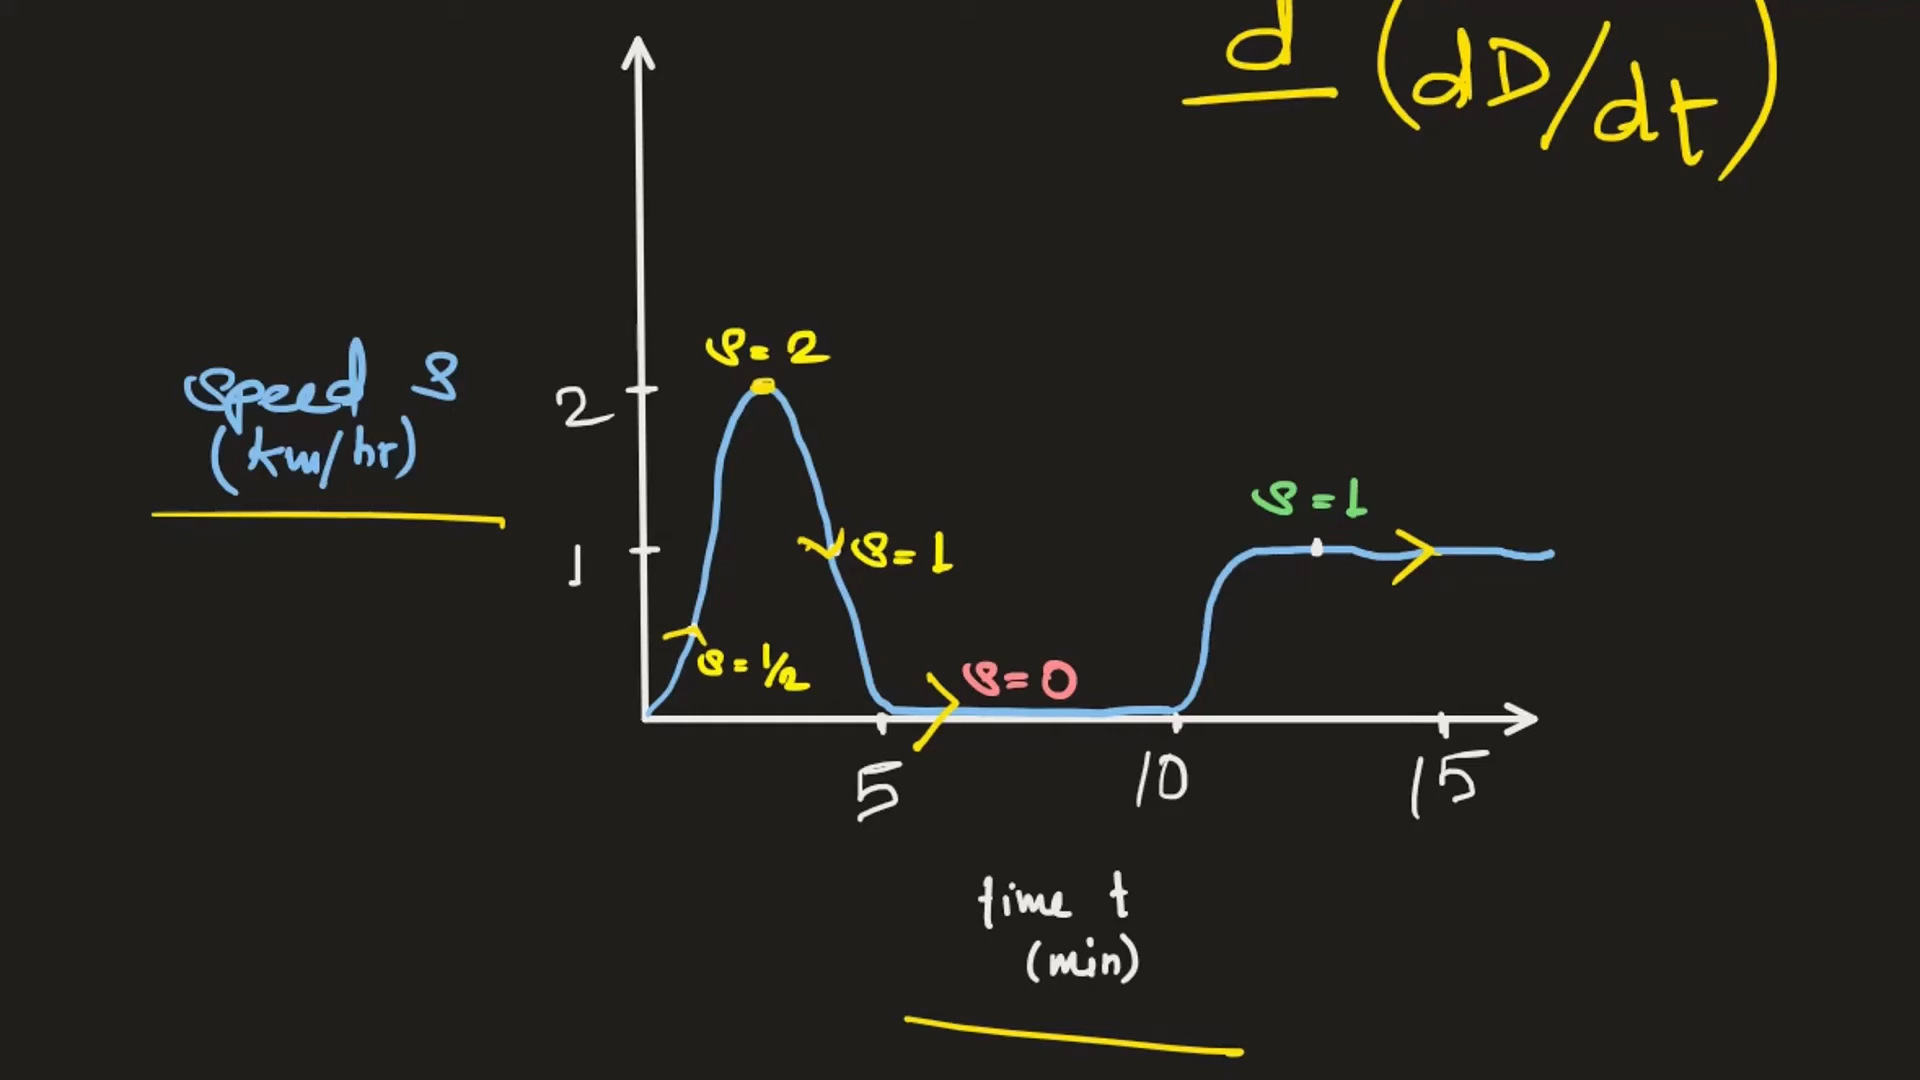 d (dD/dt)
s = 2
speed s
(km/hr)
2
s = 1
1
s = 1
s = 1/2
s = 0
5 10 15
time t
(min)